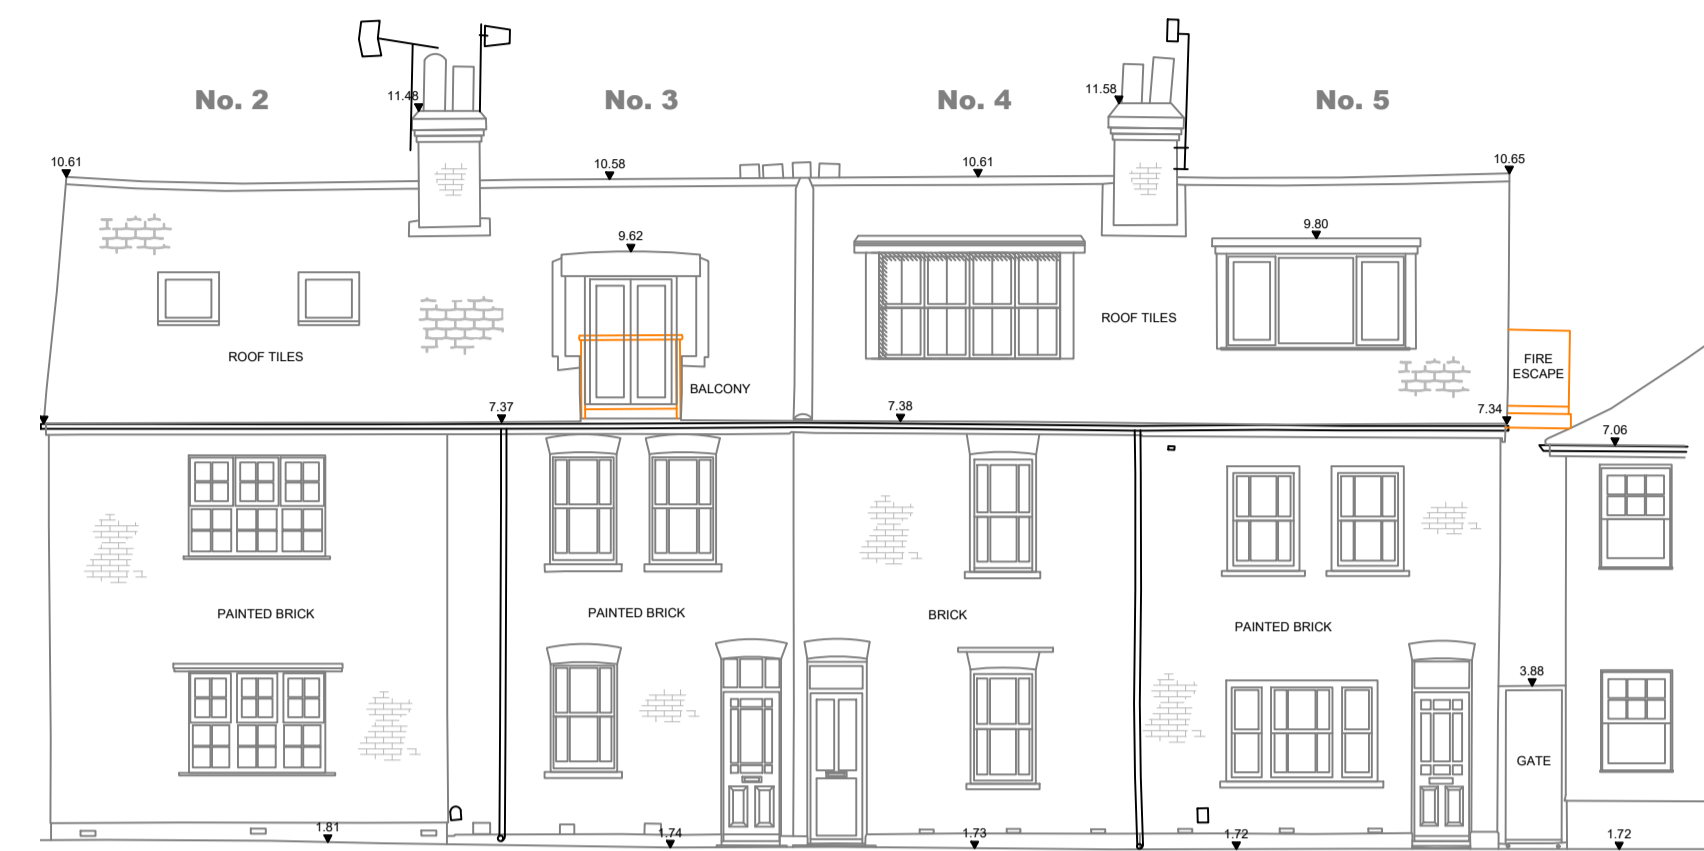 No. 2
No. 3
No. 4
No. 5
11.48
11.58
10.61
10.58
10.61
10.65
9.62
9.80
ROOF TILES
ROOF TILES
BALCONY
FIRE
ESCAPE
7.37
7.38
7.34
7.06
PAINTED BRICK
PAINTED BRICK
BRICK
PAINTED BRICK
3.88
GATE
1.81
1.74
1.73
1.72
1.72